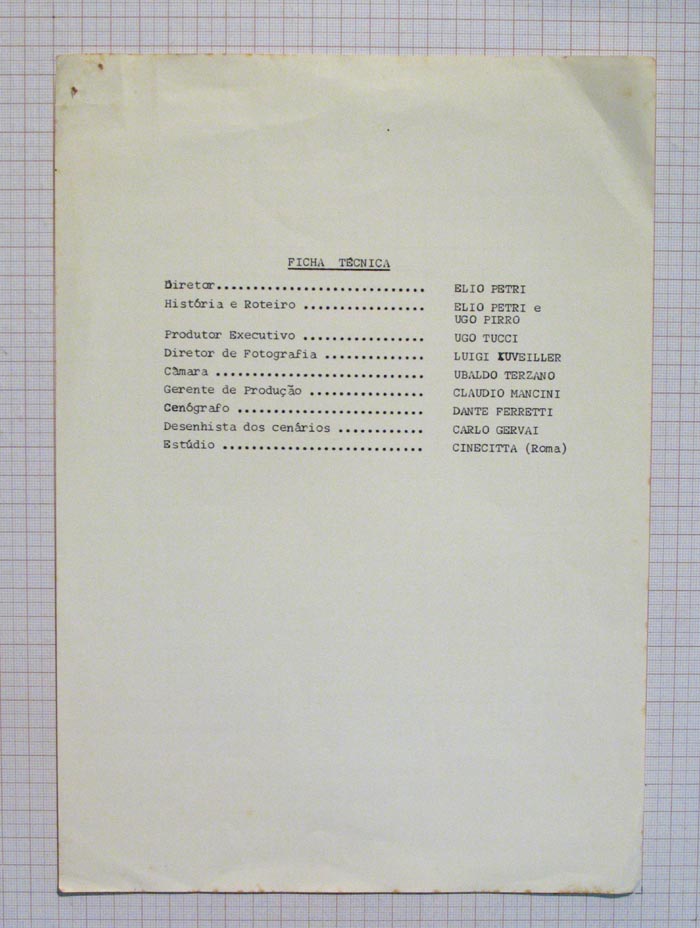 FICHA TÉCNICA
Diretor............................. ELIO PETRI
História e Roteiro ................. ELIO PETRI e
UGO PIRRO
Produtor Executivo ................. UGO TUCCI
Diretor de Fotografia .............. LUIGI KUVEILLER
Câmara ............................. UBALDO TERZANO
Gerente de Produção ................ CLAUDIO MANCINI
Cenógrafo .......................... DANTE FERRETTI
Desenhista dos cenários ............ CARLO GERVAI
Estúdio ............................ CINECITTA (Roma)